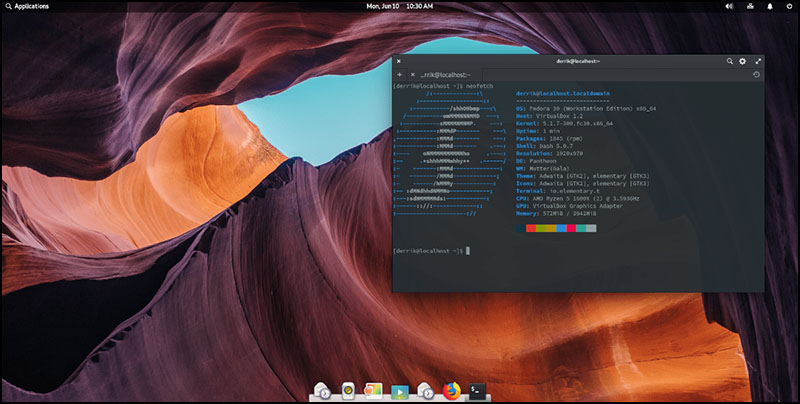 Applications
Mon, Jun 10 10:30 AM
derrik@localhost:~
...rrik@localhost:~
[derrik@localhost ~]$ neofetch
derrik@localhost.localdomain
OS: Fedora 30 (Workstation Edition) x86_64
Host: VirtualBox 1.2
Kernel: 5.1.7-300.fc30.x86_64
Uptime: 1 min
Packages: 1845 (rpm)
Shell: bash 5.0.7
Resolution: 1920x970
DE: Pantheon
WM: Mutter(Gala)
Theme: Adwaita [GTK2], elementary [GTK3]
Icons: Adwaita [GTK2], elementary [GTK3]
Terminal: io.elementary.t
CPU: AMD Ryzen 5 1600X (2) @ 3.593GHz
GPU: VirtualBox Graphics Adapter
Memory: 572MiB / 3942MiB
[derrik@localhost ~]$